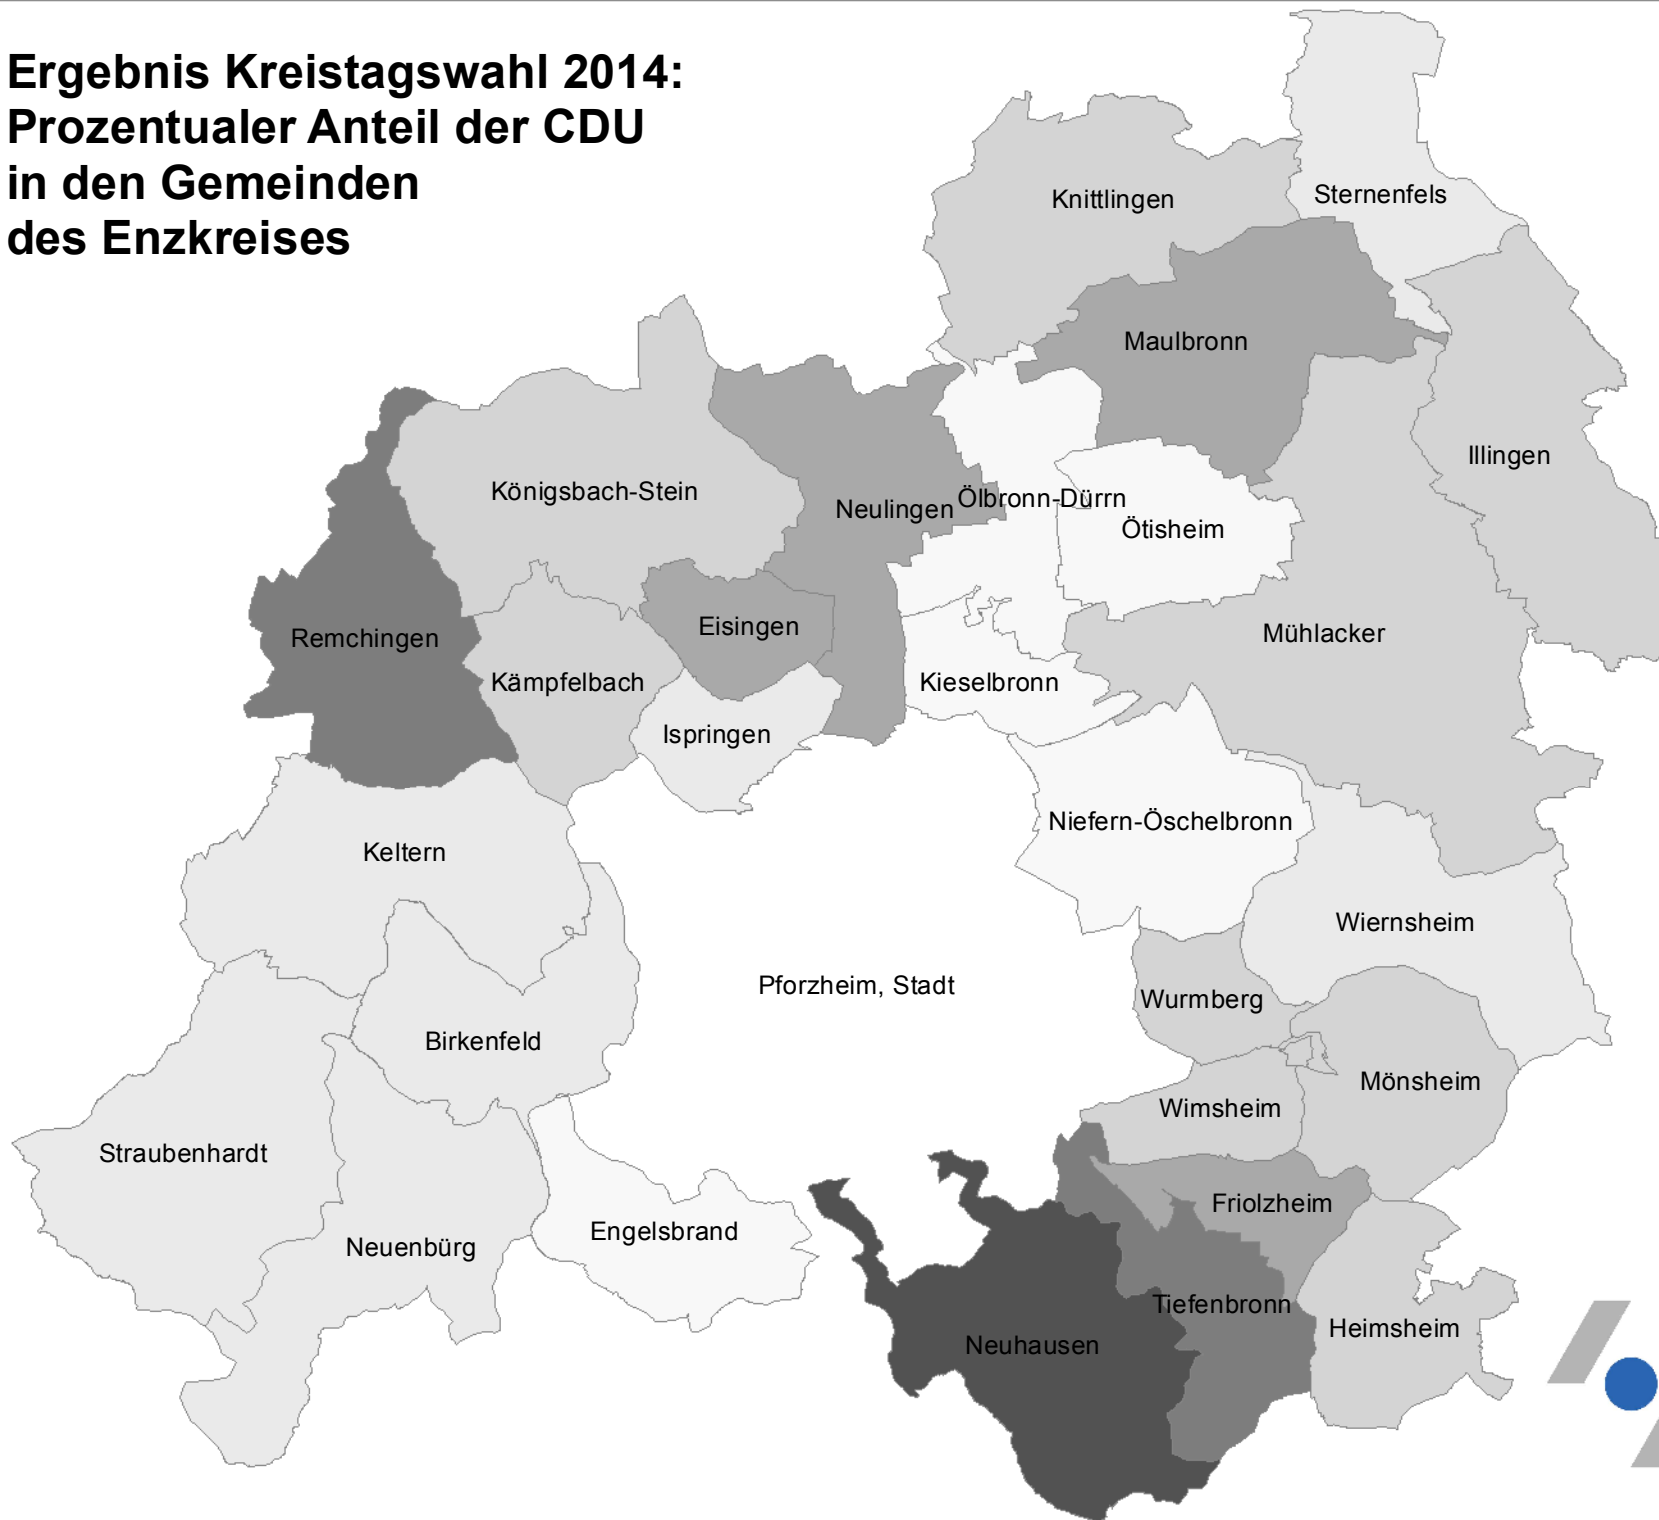 Ergebnis Kreistagswahl 2014:
Prozentualer Anteil der CDU
in den Gemeinden
des Enzkreises
Sternenfels
Knittlingen
Maulbronn
Illingen
Königsbach-Stein
Neulingen
Ölbronn-Dürrn
Ötisheim
Eisingen
Mühlacker
Remchingen
Kämpfelbach
Kieselbronn
Ispringen
Niefern-Öschelbronn
Keltern
Wiernsheim
Pforzheim, Stadt
Wurmberg
Birkenfeld
Mönsheim
Wimsheim
Straubenhardt
Friolzheim
Engelsbrand
Neuenbürg
Tiefenbronn
Heimsheim
Neuhausen